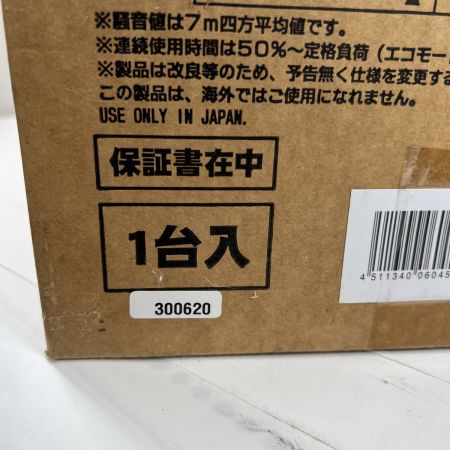 ※騒音値は7m四方平均値です。
※連続使用時間は50%~定格負荷(エコモー
※製品は改良等のため、予告無く仕様を変更する
この製品は、海外ではご使用になれません。
USE ONLY IN JAPAN.
保証書在中
1台入
300620
4 511340 06045